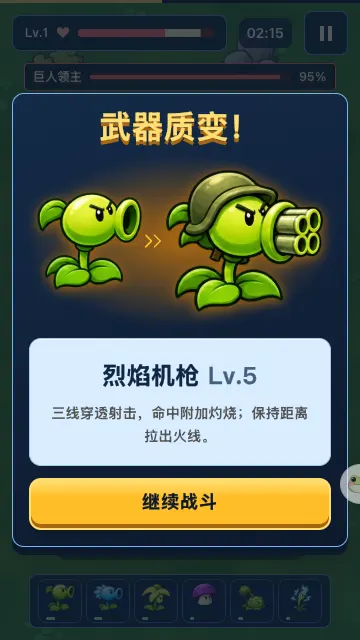 Lv.1
02:15
巨人领主
95%
武器质变!
烈焰机枪 Lv.5
三线穿透射击，命中附加灼烧；保持距离
拉出火线。
继续战斗